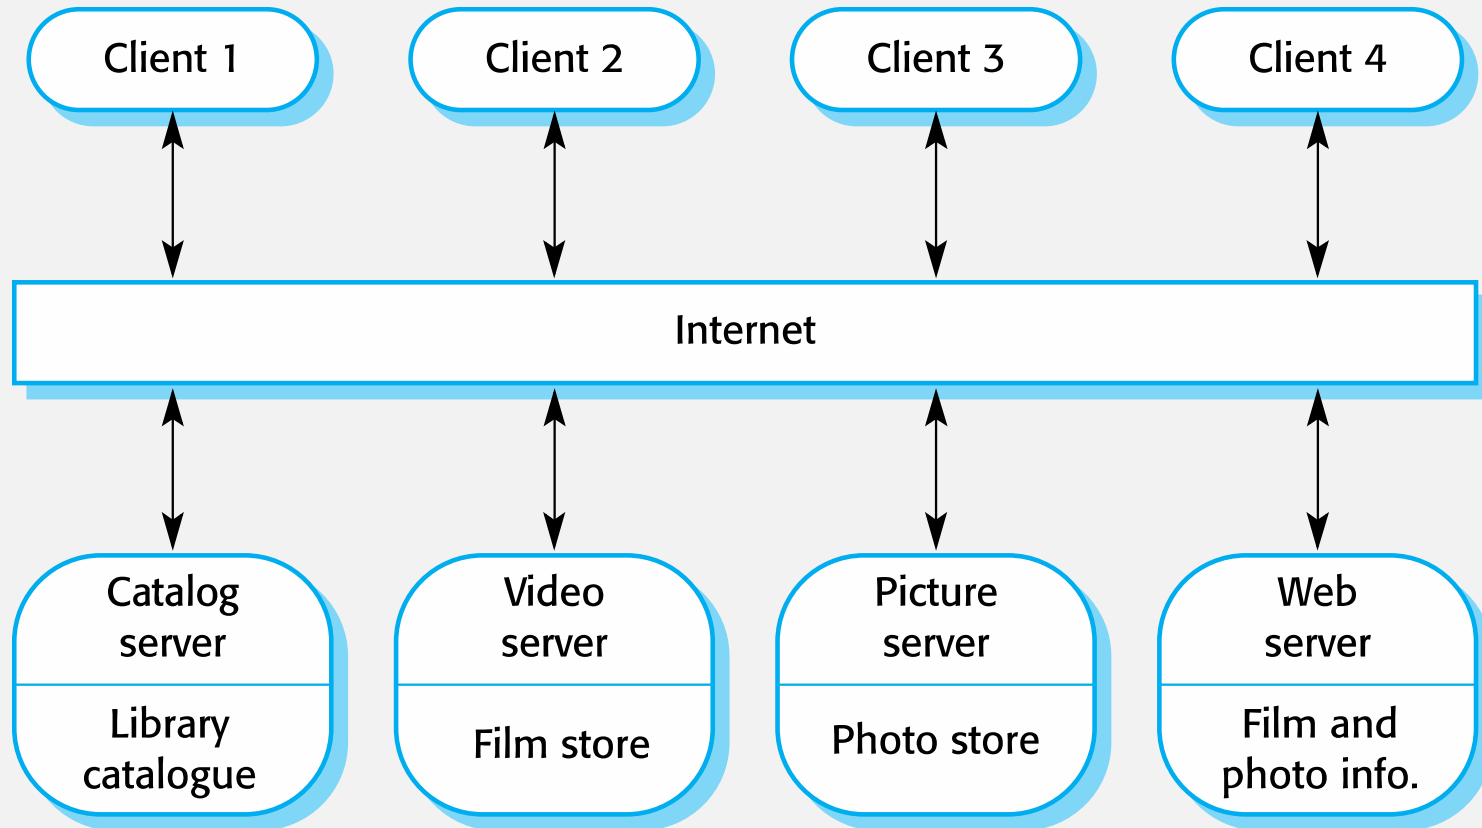 Client 1
Client 2
Client 3
Client 4
Internet
Catalog
server
Library
catalogue
Video
server
Film store
Picture
server
Photo store
Web
server
Film and
photo info.